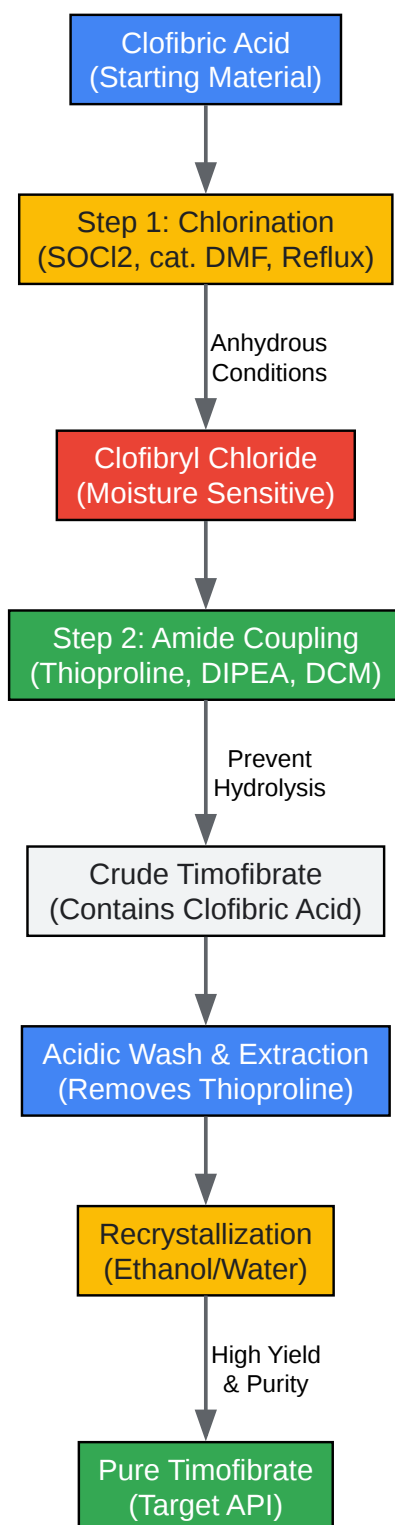 Clofibric Acid
(Starting Material)
Step 1: Chlorination
(SOCl2, cat. DMF, Reflux)
Anhydrous
Conditions
Clofibryl Chloride
(Moisture Sensitive)
Step 2: Amide Coupling
(Thioproline, DIPEA, DCM)
Prevent
Hydrolysis
Crude Timofibrate
(Contains Clofibric Acid)
Acidic Wash & Extraction
(Removes Thioproline)
Recrystallization
(Ethanol/Water)
High Yield
& Purity
Pure Timofibrate
(Target API)